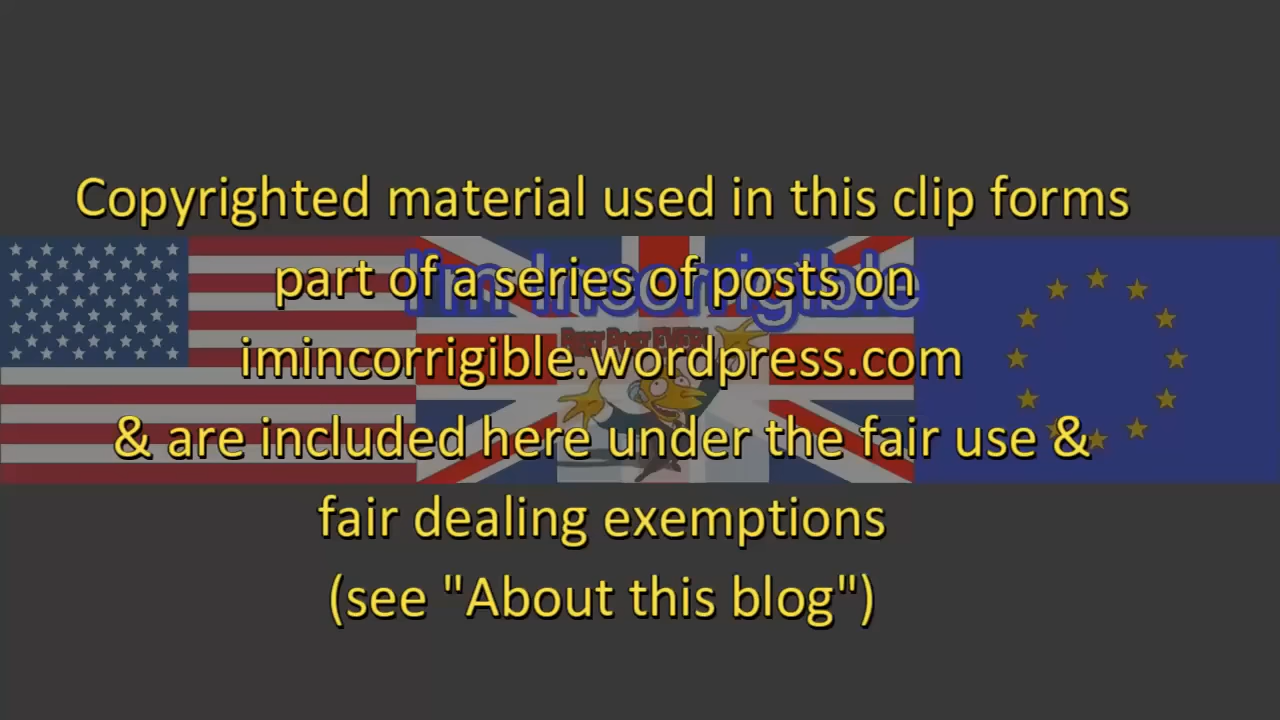 Copyrighted material used in this clip forms
part of a series of posts on
I'm Incorrigible
imincorrigible.wordpress.com
& are included here under the fair use &
fair dealing exemptions
(see "About this blog")